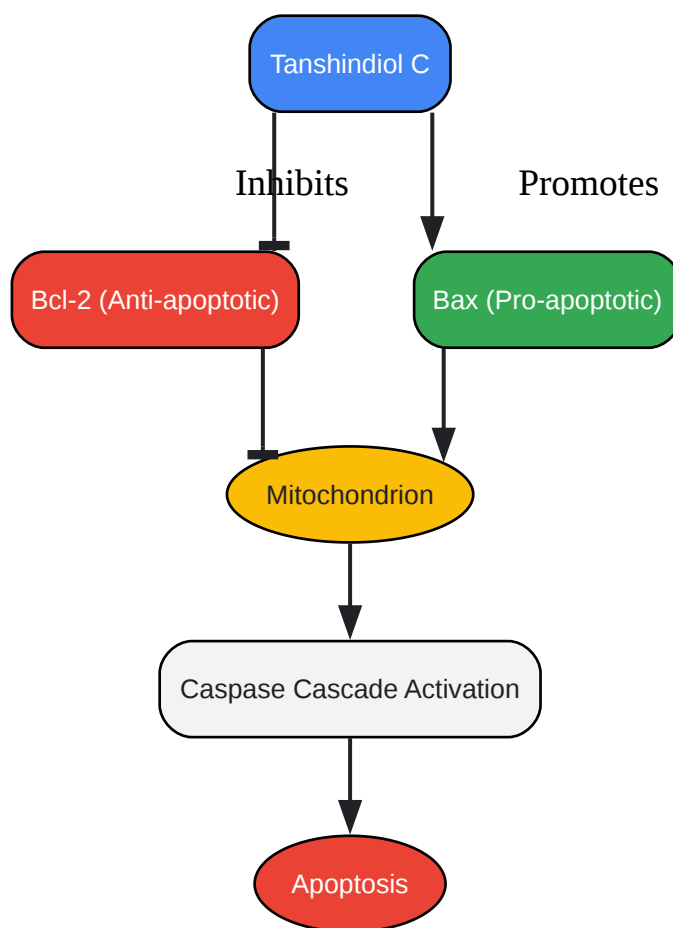 Tanshindiol C
Inhibits
Promotes
Bcl-2 (Anti-apoptotic)
Bax (Pro-apoptotic)
Mitochondrion
Caspase Cascade Activation
Apoptosis